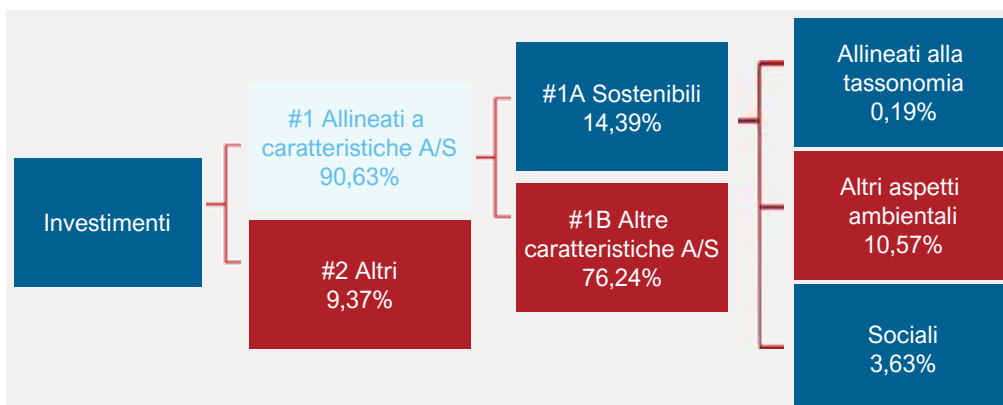 Investimenti
#1 Allineati a
caratteristiche A/S
90,63%
#2 Altri
9,37%
#1A Sostenibili
14,39%
#1B Altre
caratteristiche A/S
76,24%
Allineati alla
tassonomia
0,19%
Altri aspetti
ambientali
10,57%
Sociali
3,63%